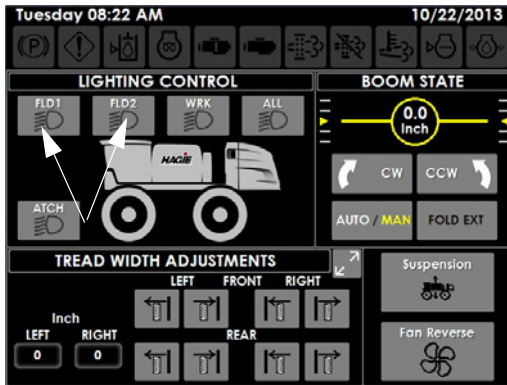 Tuesday 08:22 AM 10/22/2013
(P)
LIGHTING CONTROL
FLD1 FLD2 WRK ALL
HAGIE
ATCH
BOOM STATE
0.0
Inch
CW CCW
AUTO / MAN FOLD EXT
TREAD WIDTH ADJUSTMENTS
LEFT FRONT RIGHT
Inch
LEFT RIGHT
0 0
REAR
Suspension
Fan Reverse